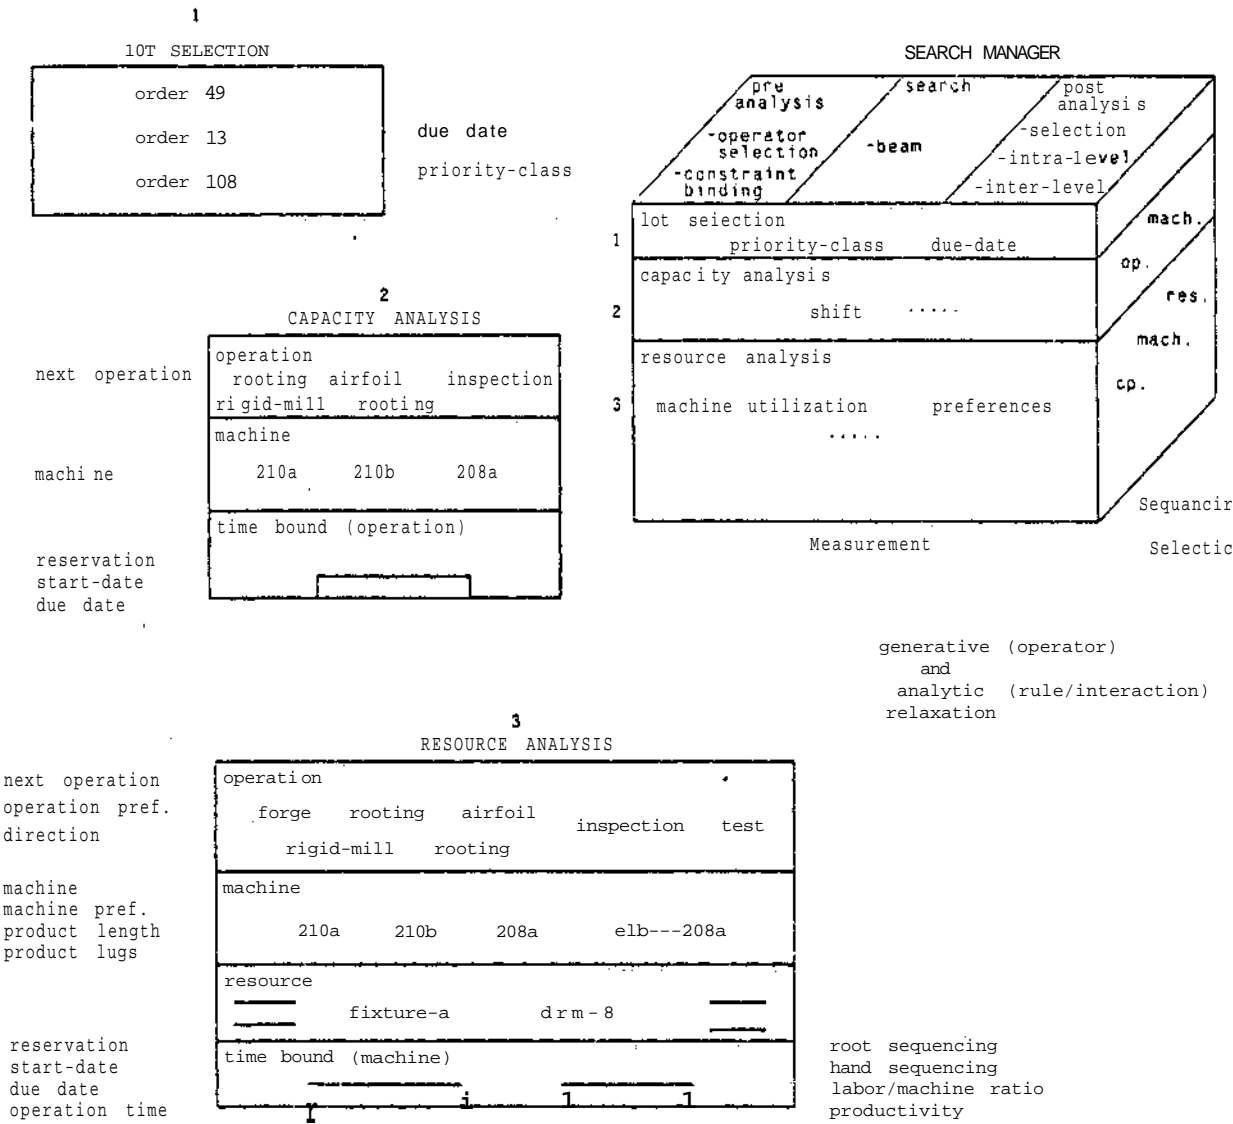 1
10T SELECTION
order 49
order 13
order 108
due date
priority-class
SEARCH MANAGER
pre analysis
-operator selection
-constraint binding
search
-beam
post analysis
-selection
-intra-level
-inter-level
1
lot seiection
priority-class due-date
2
capacity analysis
shift .....
3
resource analysis
machine utilization preferences
.....
mach.
op.
res.
mach.
cp.
Measurement
Sequancir
Selectic
2
CAPACITY ANALYSIS
next operation
operation
rooting airfoil inspection
rigid-mill rooting
machine
machine
210a 210b 208a
time bound (operation)
reservation
start-date
due date
generative (operator)
and
analytic (rule/interaction)
relaxation
3
RESOURCE ANALYSIS
next operation
operation pref.
direction
operation
forge rooting airfoil inspection test
rigid-mill rooting
machine
machine pref.
product length
product lugs
machine
210a 210b 208a elb---208a
resource
fixture-a drm-8
reservation
start-date
due date
operation time
time bound (machine)
root sequencing
hand sequencing
labor/machine ratio
productivity